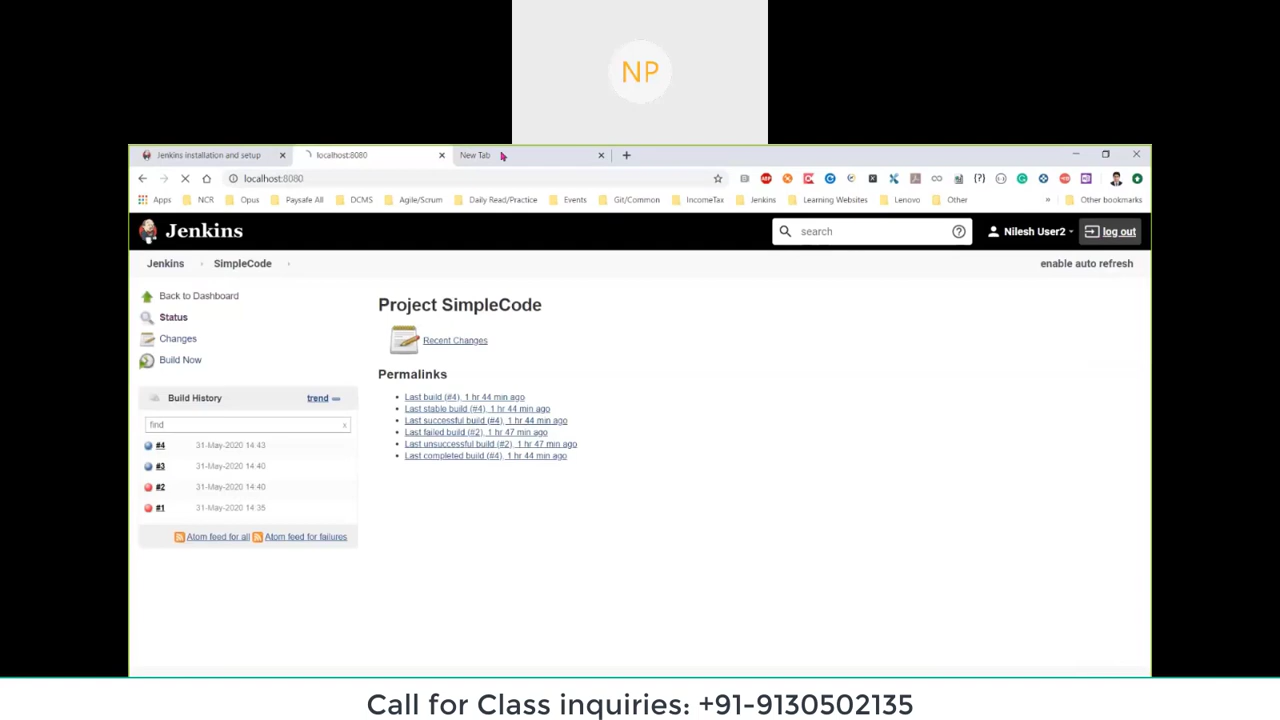 NP
Jenkins installation and setup
localhost:8080
New Tab
localhost:8080
Apps NCR Opus Paysafe All DCMS Agile/Scrum Daily Read/Practice Events Git/Common IncomeTax Jenkins Learning Websites Lenovo Other » Other bookmarks
Jenkins
search
Nilesh User2
log out
Jenkins SimpleCode
enable auto refresh
Back to Dashboard
Status
Changes
Build Now
Build History trend
find x
#4 31-May-2020 14:43
#3 31-May-2020 14:40
#2 31-May-2020 14:40
#1 31-May-2020 14:35
Atom feed for all Atom feed for failures
Project SimpleCode
Recent Changes
Permalinks
Last build (#4), 1 hr 44 min ago
Last stable build (#4), 1 hr 44 min ago
Last successful build (#4), 1 hr 44 min ago
Last failed build (#2), 1 hr 47 min ago
Last unsuccessful build (#2), 1 hr 47 min ago
Last completed build (#4), 1 hr 44 min ago
Call for Class inquiries: +91-9130502135